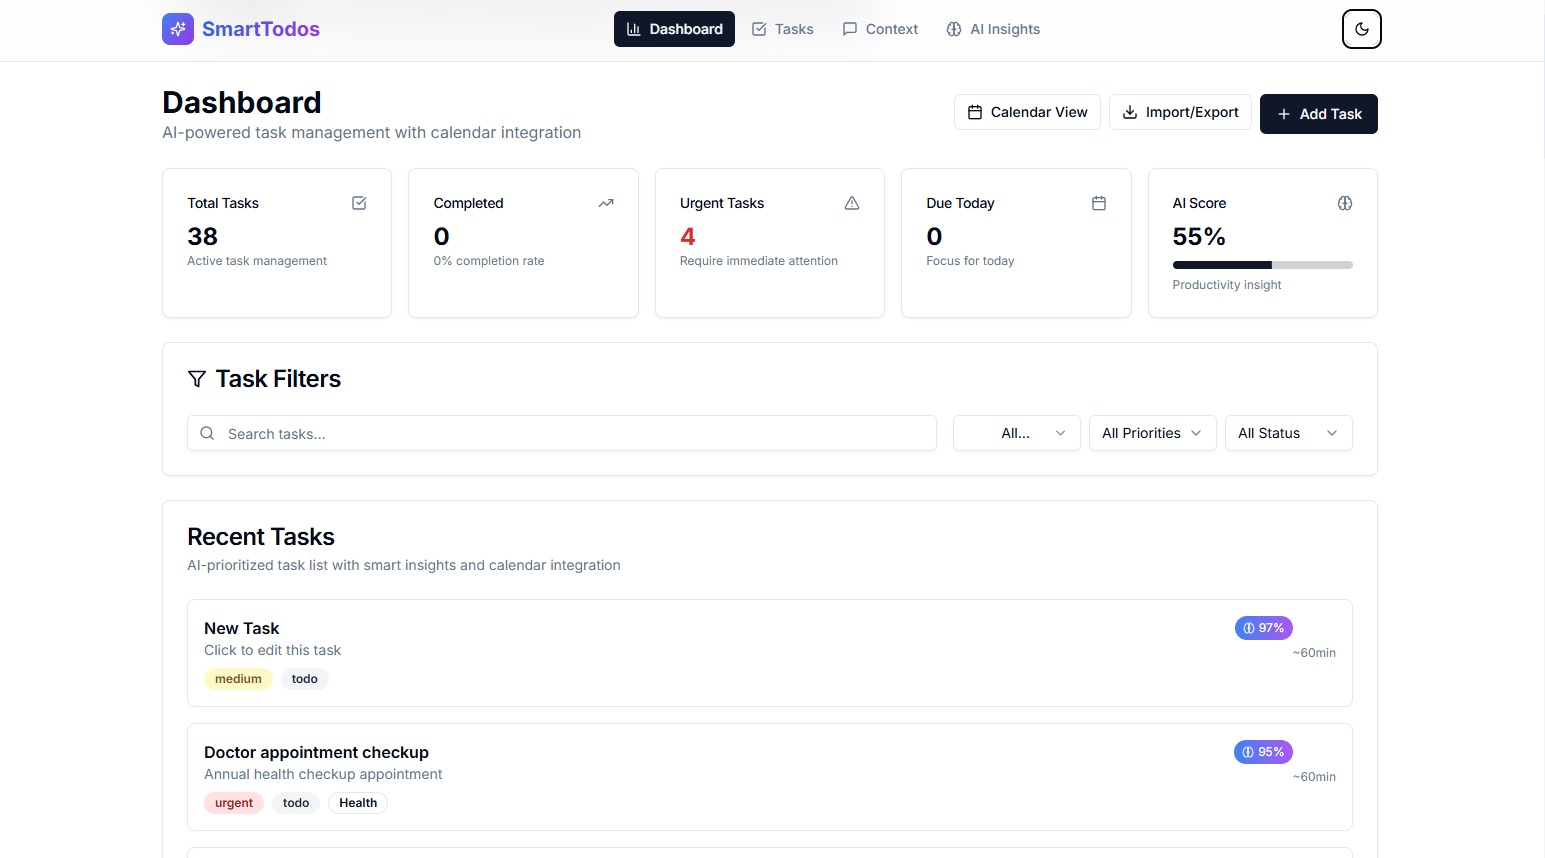 SmartTodos
Dashboard
Tasks
Context
AI Insights
Dashboard
AI-powered task management with calendar integration
Calendar View
Import/Export
Add Task
Total Tasks
38
Active task management
Completed
0
0% completion rate
Urgent Tasks
4
Require immediate attention
Due Today
0
Focus for today
AI Score
55%
Productivity insight
Task Filters
Search tasks...
All...
All Priorities
All Status
Recent Tasks
AI-prioritized task list with smart insights and calendar integration
New Task
97%
Click to edit this task
~60min
medium
todo
Doctor appointment checkup
95%
Annual health checkup appointment
~60min
urgent
todo
Health